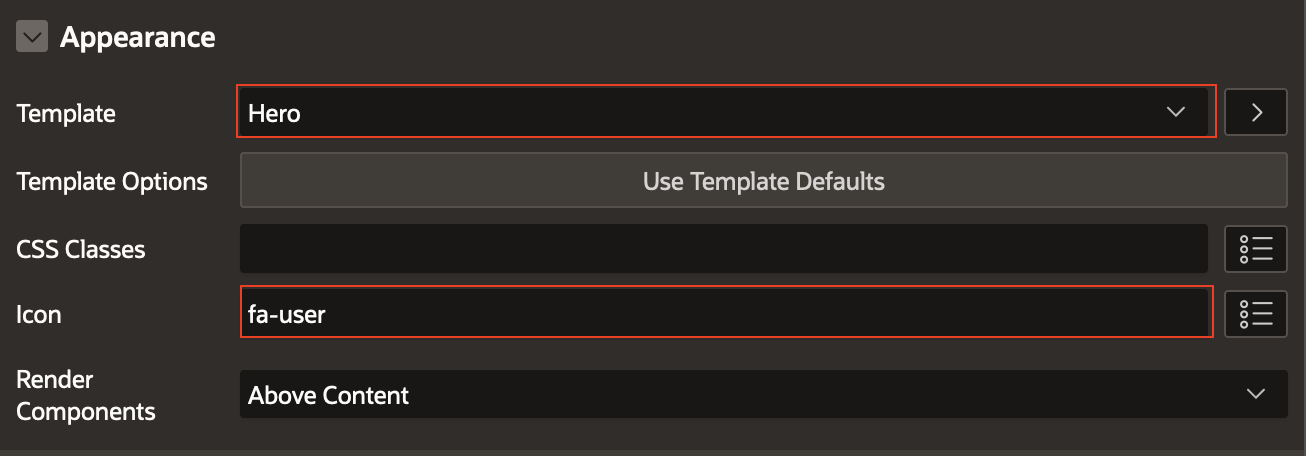 Appearance
Template
Hero
Template Options
Use Template Defaults
CSS Classes
Icon
fa-user
Render
Components
Above Content